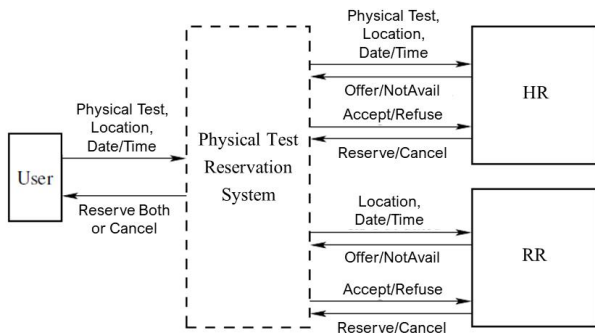 Physical Test,
Location,
Date/Time
Offer/NotAvail
Accept/Refuse
Reserve/Cancel
HR
Physical Test,
Location,
Date/Time
User
Reserve Both
or Cancel
Physical Test
Reservation
System
Location,
Date/Time
Offer/NotAvail
Accept/Refuse
Reserve/Cancel
RR